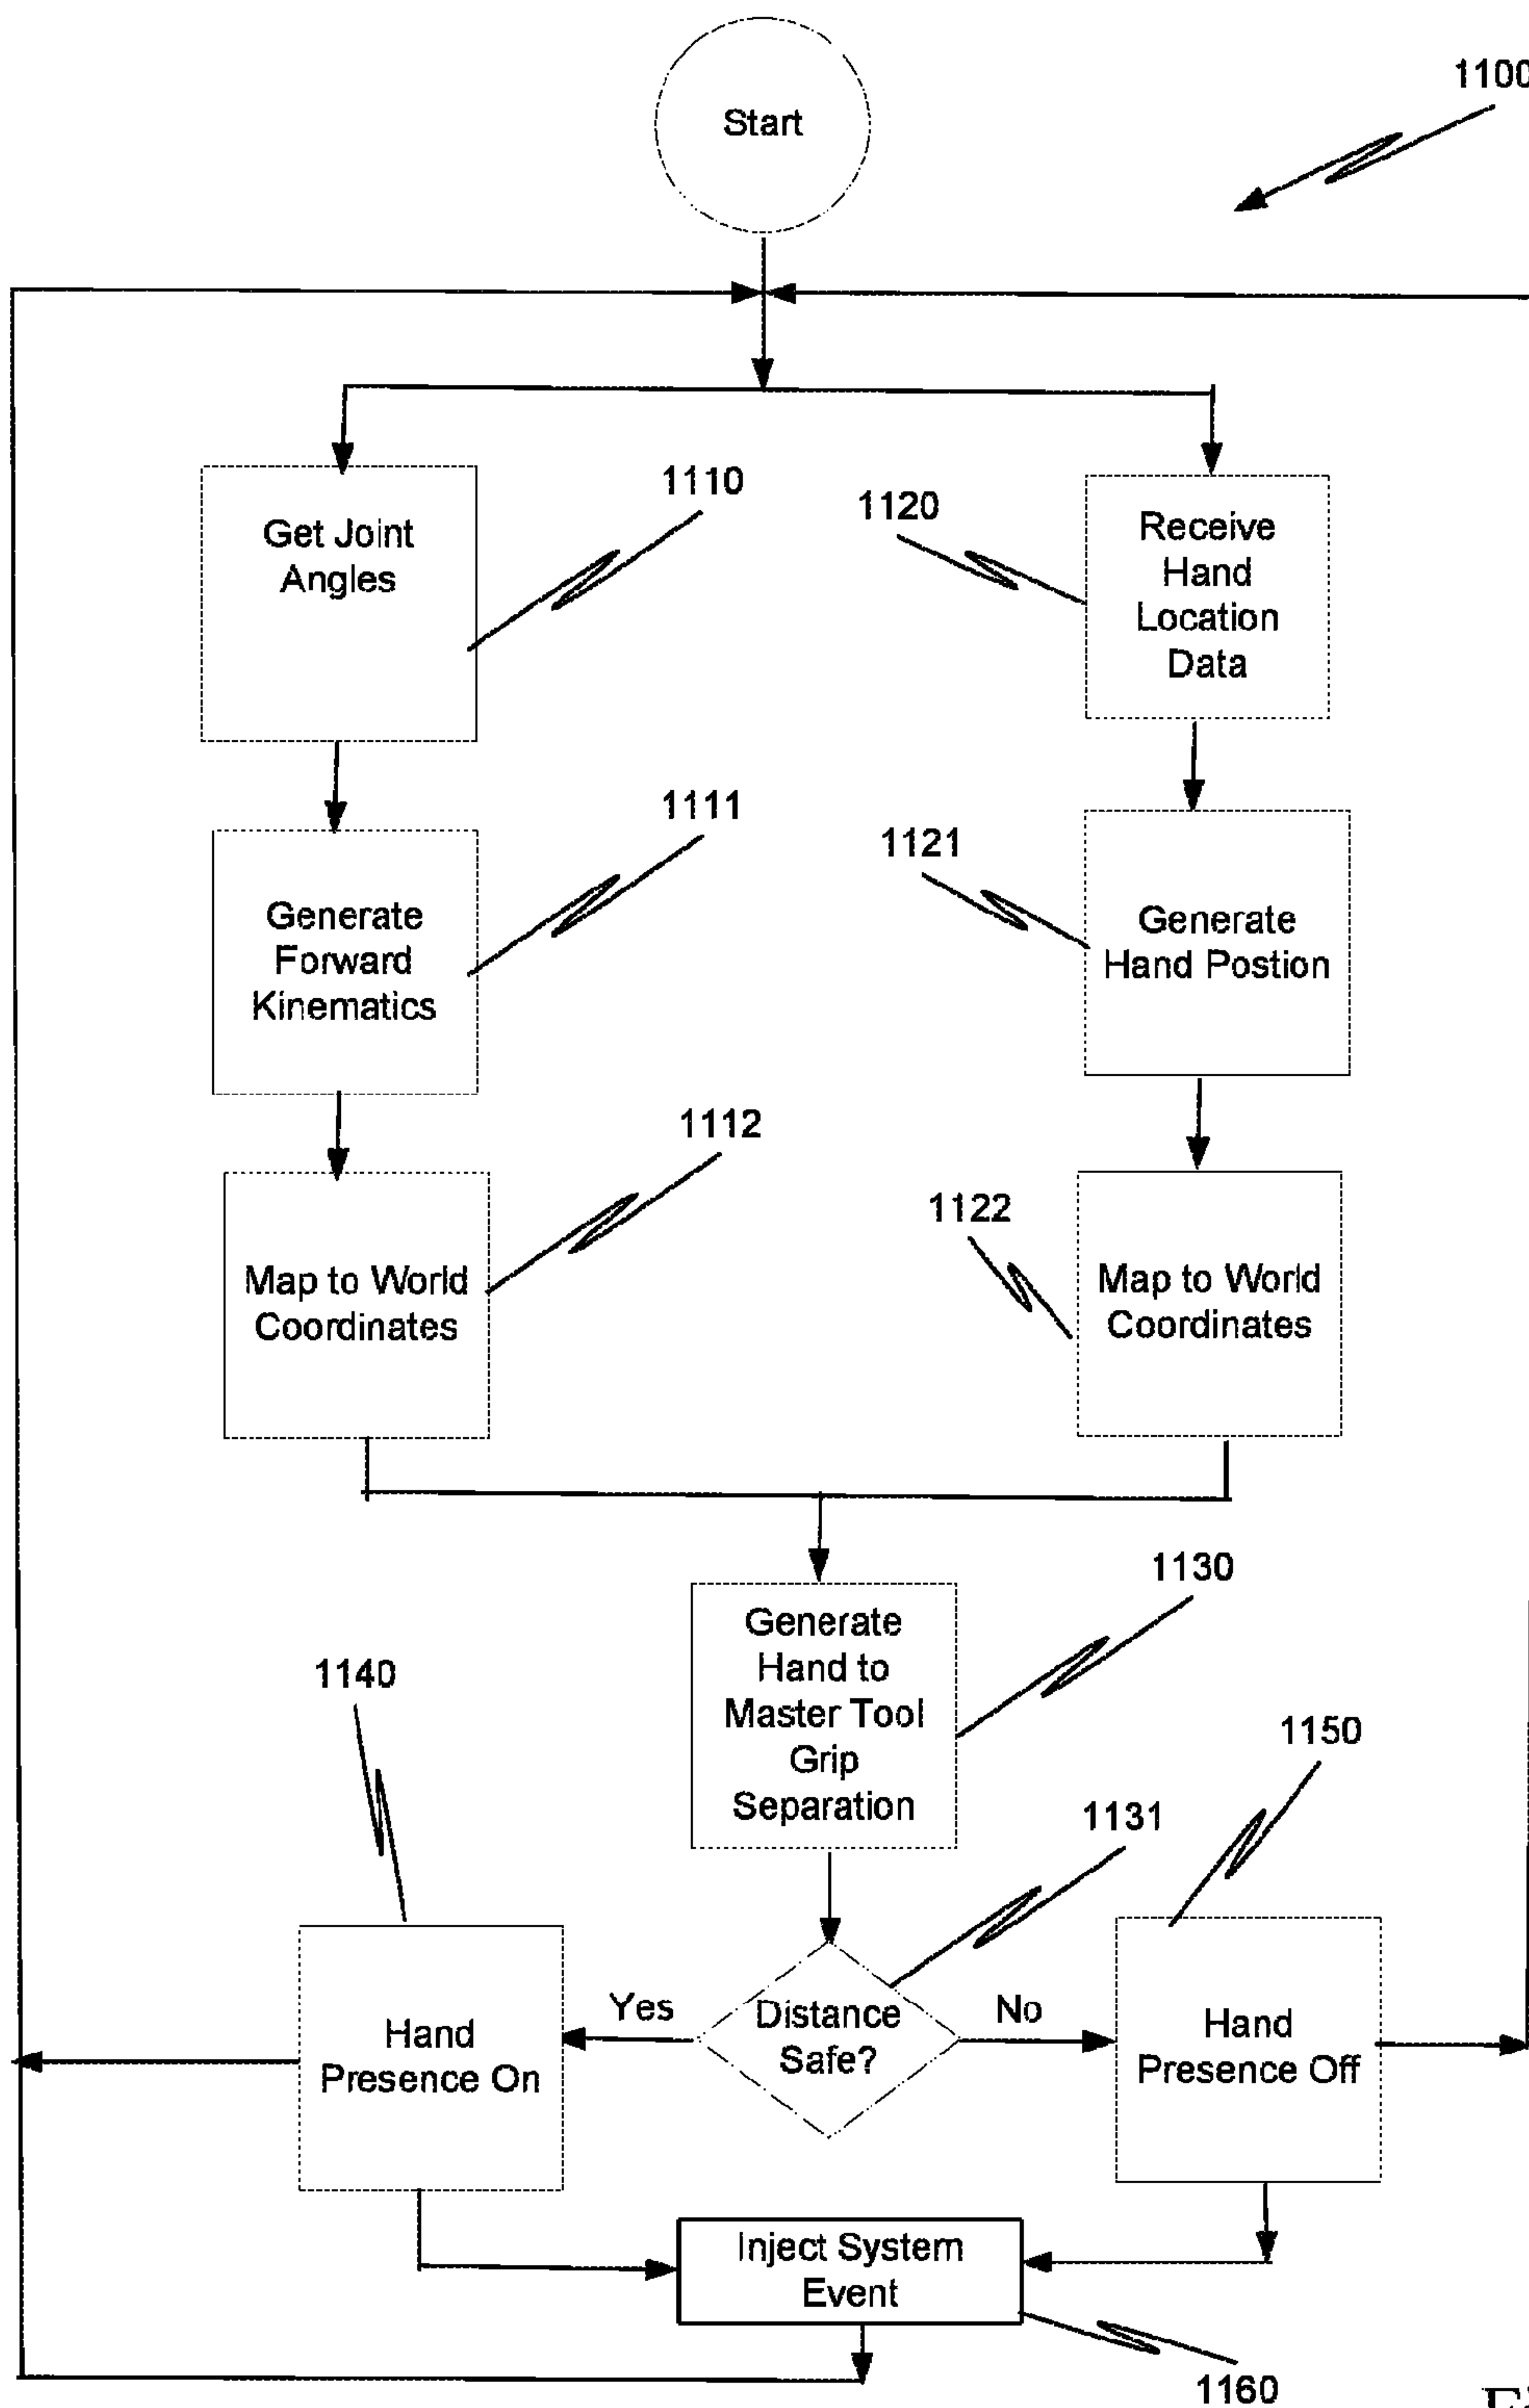 Start
1100
Get Joint
Angles
1110
1120
Receive
Hand
Location
Data
Generate
Forward
Kinematics
1111
1121
Generate
Hand Postion
Map to World
Coordinates
1112
1122
Map to World
Coordinates
Generate
Hand to
Master Tool
Grip
Separation
1130
1140
1150
1131
Hand
Presence On
Yes
Distance
Safe?
No
Hand
Presence Off
Inject System
Event
1160